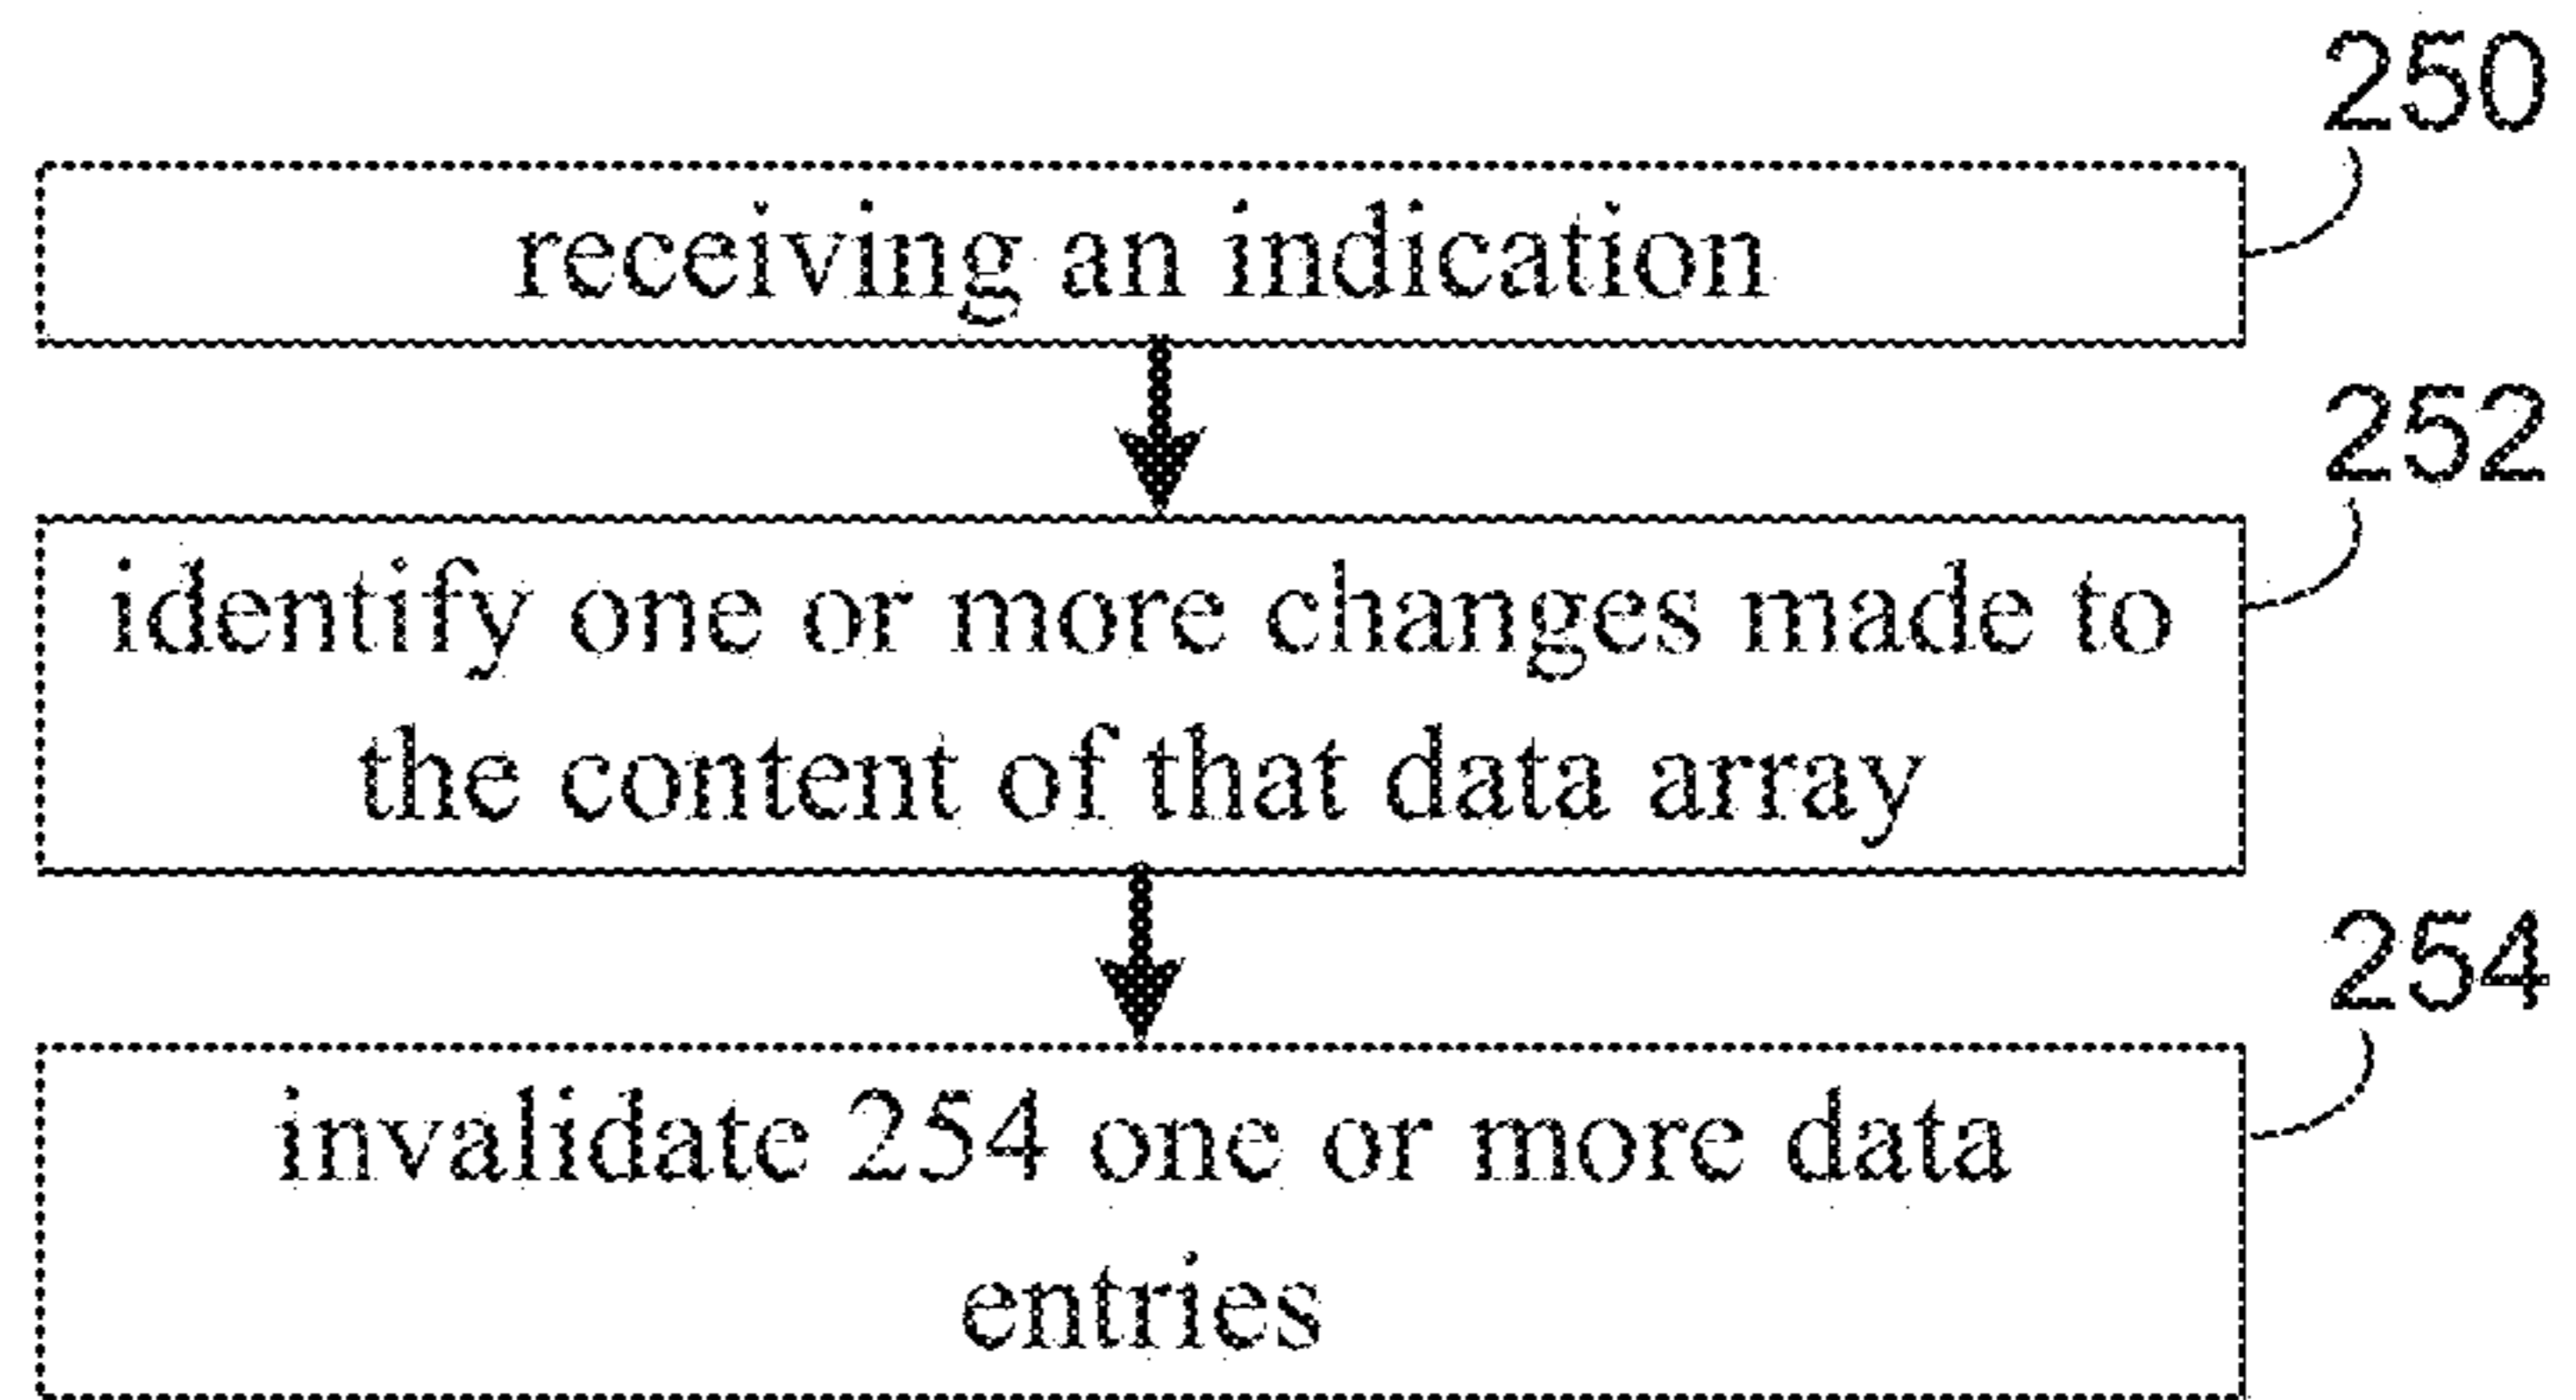 250
receiving an indication
252
identify one or more changes made to
the content of that data array
254
invalidate 254 one or more data
entries